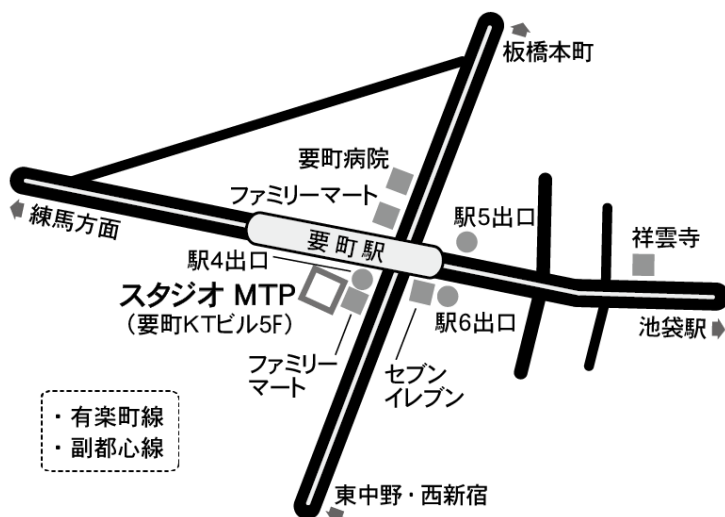 板橋本町
要町病院
ファミリーマート
練馬方面
要町駅
駅5出口
祥雲寺
駅4出口
スタジオ MTP
(要町KTビル5F)
駅6出口
池袋駅
ファミリー
マート
セブン
イレブン
・有楽町線
・副都心線
東中野・西新宿